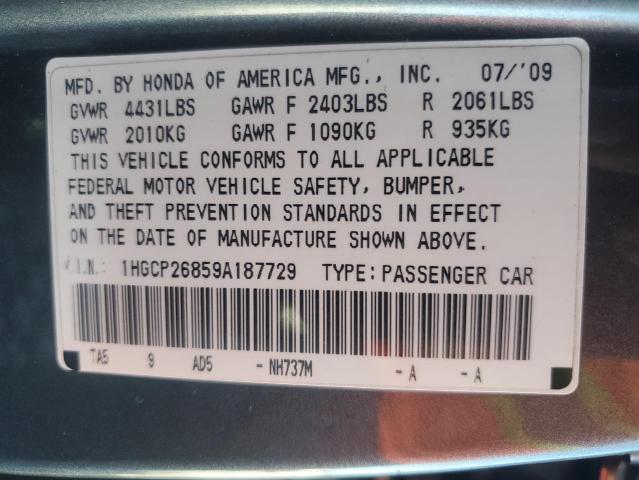 MFD. BY HONDA OF AMERICA MFG., INC. 07/'09
GVWR 4431LBS GAWR F 2403LBS R 2061LBS
GVWR 2010KG GAWR F 1090KG R 935KG
THIS VEHICLE CONFORMS TO ALL APPLICABLE
FEDERAL MOTOR VEHICLE SAFETY, BUMPER,
AND THEFT PREVENTION STANDARDS IN EFFECT
ON THE DATE OF MANUFACTURE SHOWN ABOVE.
V.I.N.: 1HGCP26859A187729 TYPE: PASSENGER CAR
TA5 9 AD5 - NH737M - A - A